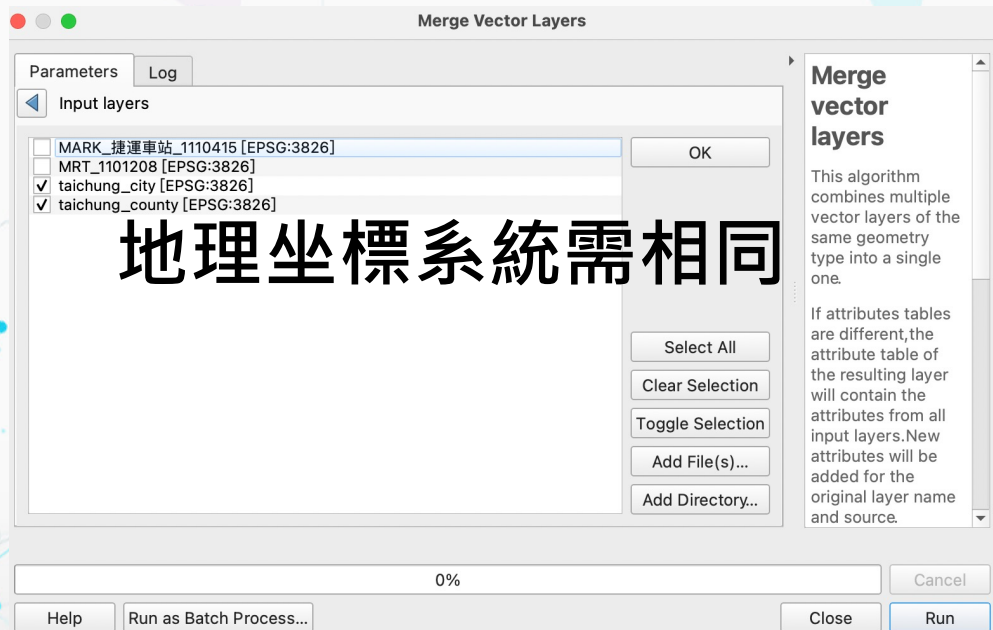 Merge Vector Layers
Parameters
Log
Input layers
MARK_捷運車站_1110415 [EPSG:3826]
MRT_1101208 [EPSG:3826]
taichung_city [EPSG:3826]
taichung_county [EPSG:3826]
地理坐標系統需相同
OK
Select All
Clear Selection
Toggle Selection
Add File(s)...
Add Directory...
Merge
vector
layers
This algorithm
combines multiple
vector layers of the
same geometry
type into a single
one.
If attributes tables
are different,the
attribute table of
the resulting layer
will contain the
attributes from all
input layers.New
attributes will be
added for the
original layer name
and source.
0%
Cancel
Help
Run as Batch Process...
Close
Run